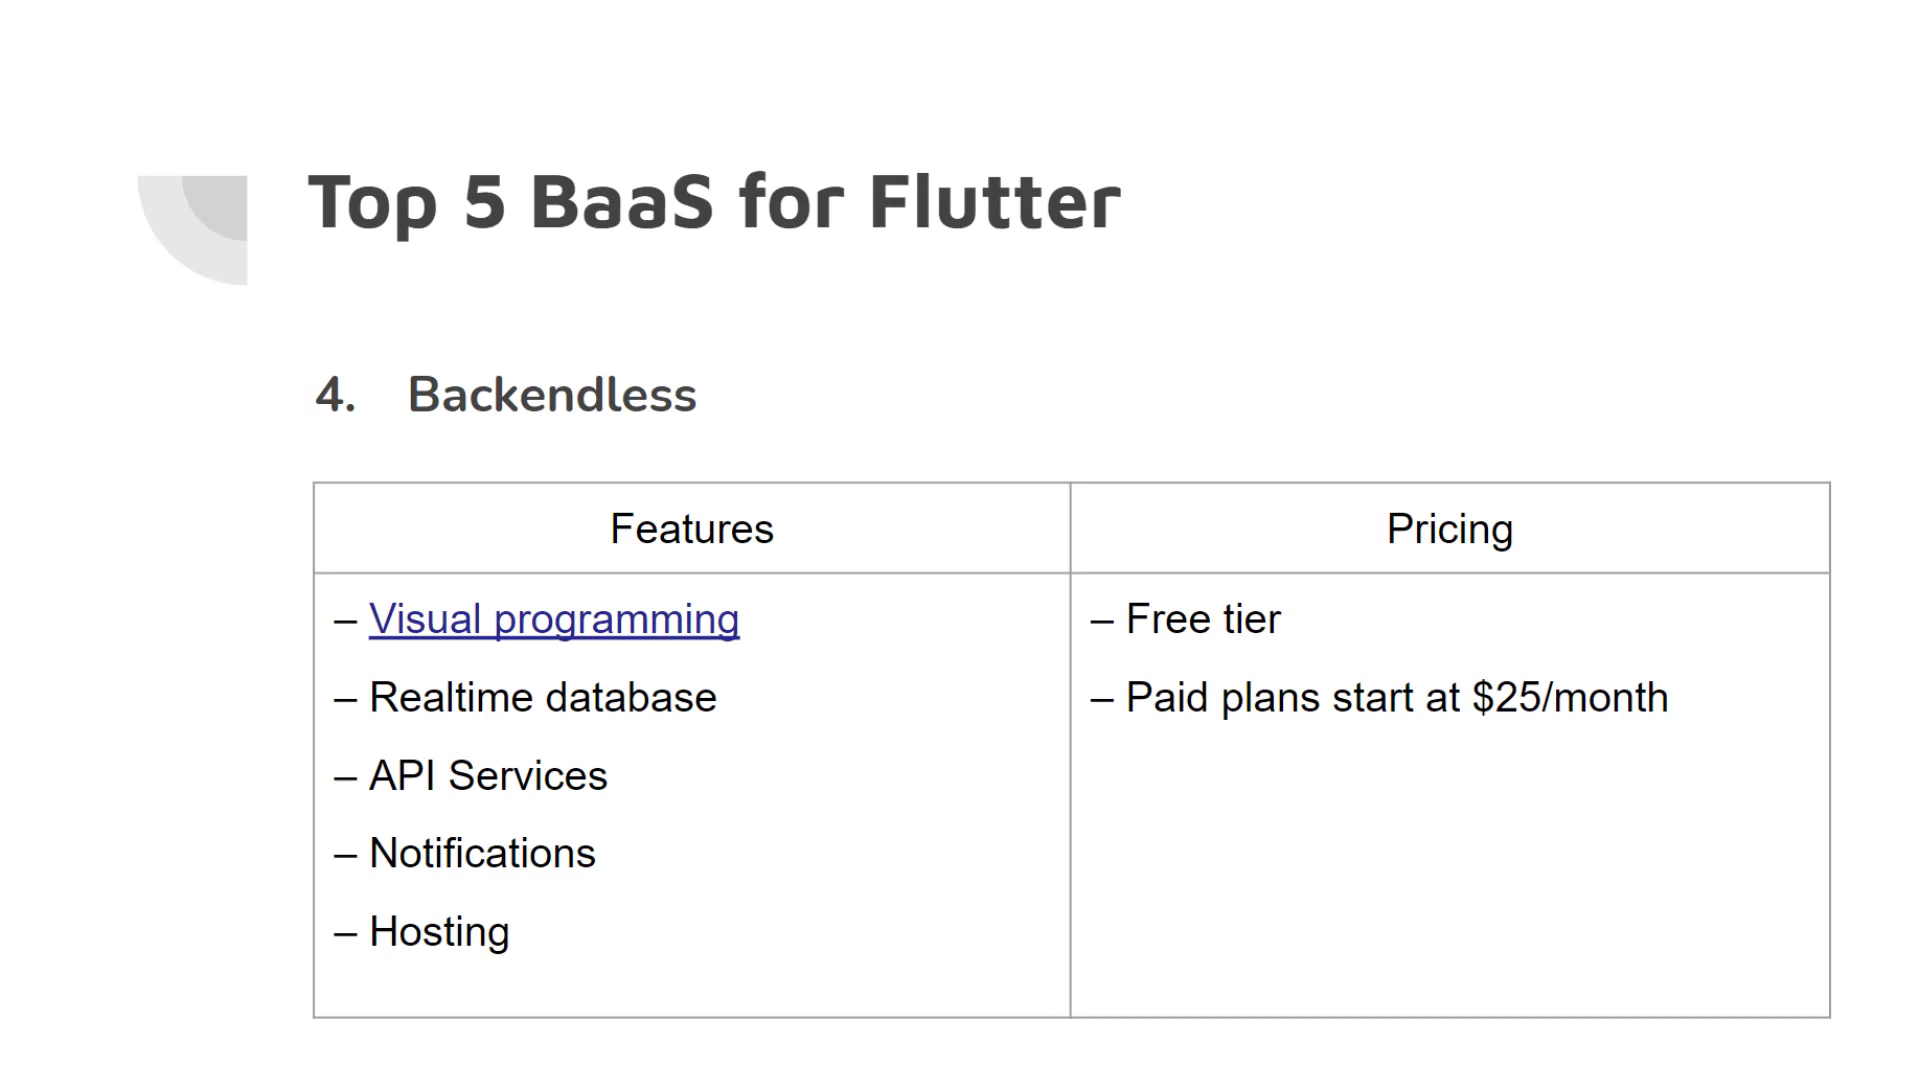 Top 5 BaaS for Flutter
4. Backendless
Features
Pricing
– Visual programming
– Realtime database
– API Services
– Notifications
– Hosting
– Free tier
– Paid plans start at $25/month